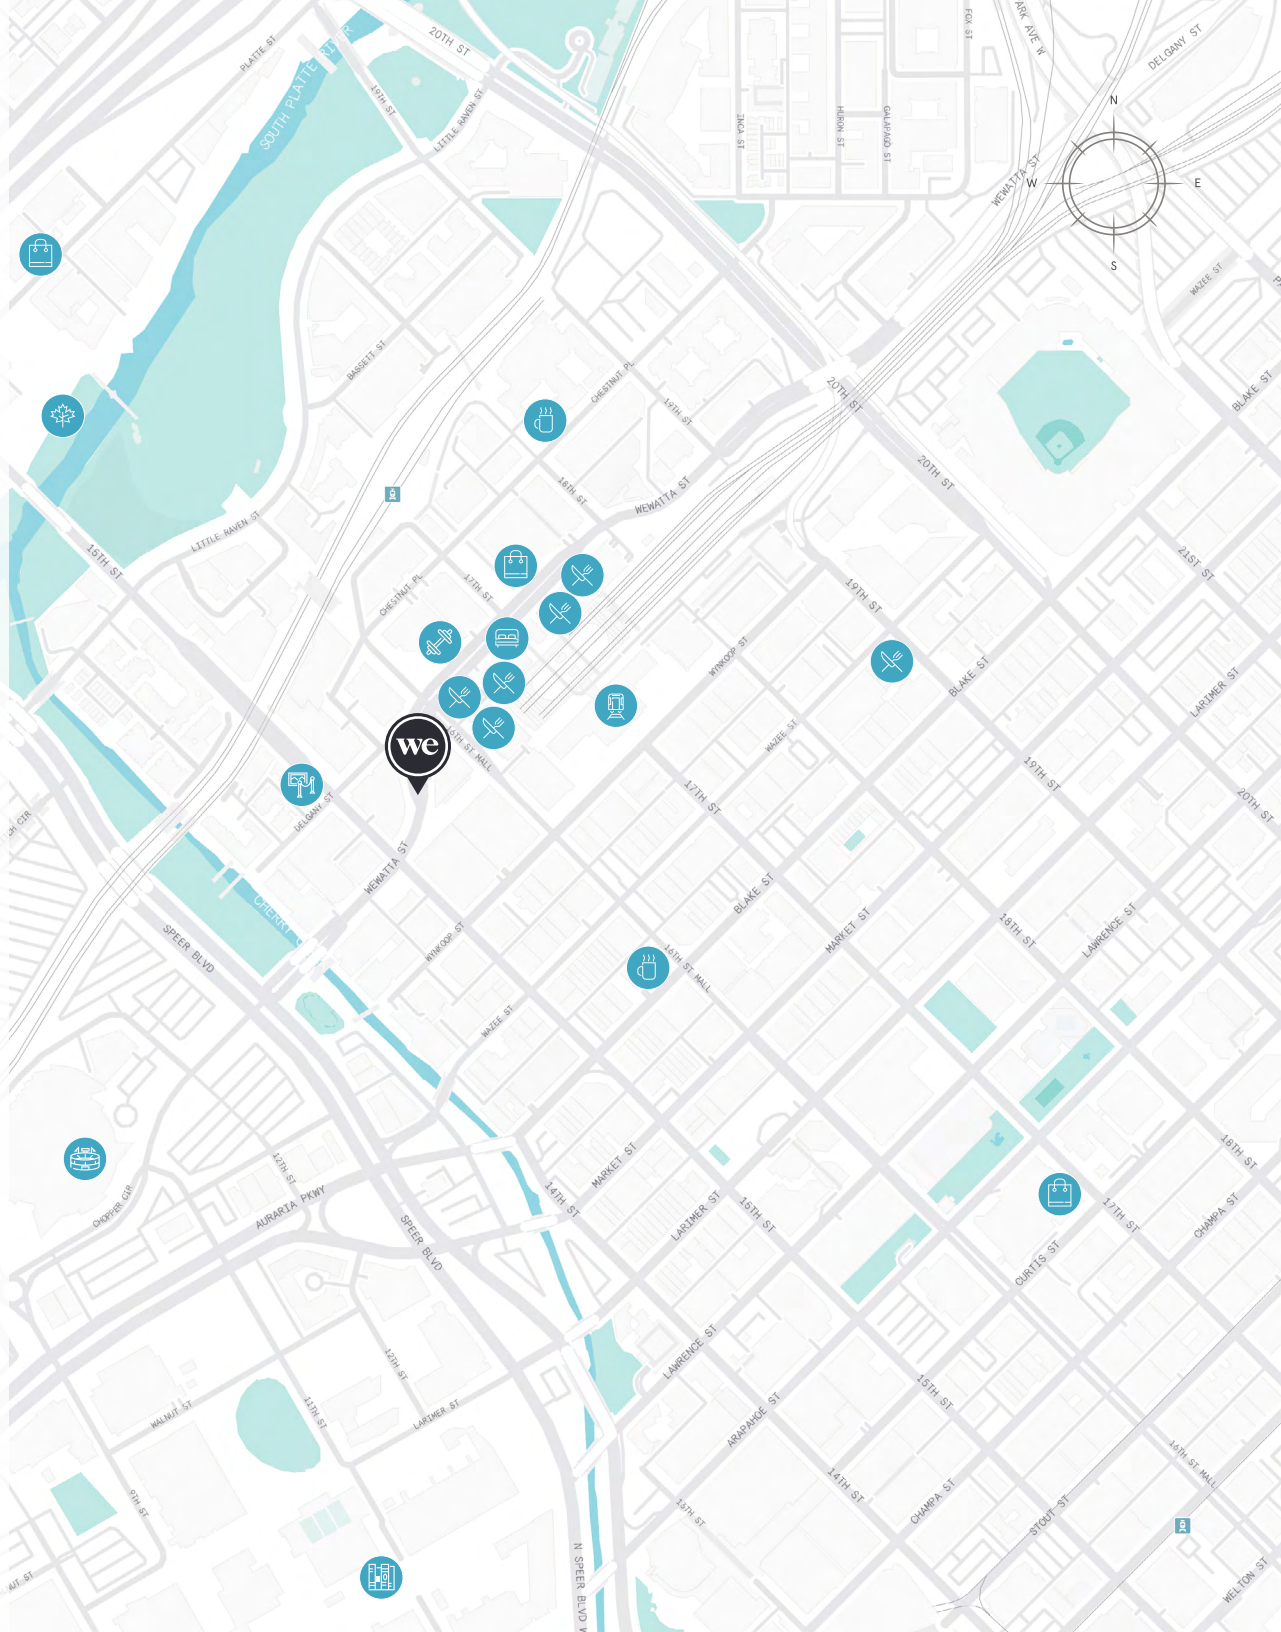 FOX ST
PARK AVE W
DELGANY ST
20TH ST
PLATTE ST
SOUTH PLATTE RIVER
19TH ST
LITTLE RAVEN ST
INCA ST
HURON ST
GALAPAGO ST
WEWATTA ST
N
W
E
S
WAZEE ST
BASSETT ST
CHESTNUT PL
19TH ST
20TH ST
BLAKE ST
20TH ST
18TH ST
WEWATTA ST
LITTLE RAVEN ST
15TH ST
CHESTNUT PL
17TH ST
19TH ST
21ST ST
WYNKOOP ST
BLAKE ST
LARIMER ST
we
16TH ST MALL
WAZEE ST
17TH ST
19TH ST
20TH ST
DELGANY ST
WEWATTA ST
BLAKE ST
MARKET ST
18TH ST
LAWRENCE ST
CHERRY C
SPEER BLVD
WYNKOOP ST
16TH ST MALL
WAZEE ST
12TH ST
AURARIA PKWY
CHOPPER CIR
SPEER BLVD
14TH ST
MARKET ST
LARIMER ST
15TH ST
18TH ST
17TH ST
CHAMPA ST
CURTIS ST
LAWRENCE ST
12TH ST
LARIMER ST
11TH ST
WALNUT ST
ARAPAHOE ST
15TH ST
14TH ST
CHAMPA ST
16TH ST MALL
STOUT ST
9TH ST
13TH ST
N SPEER BLVD W
WELTON ST